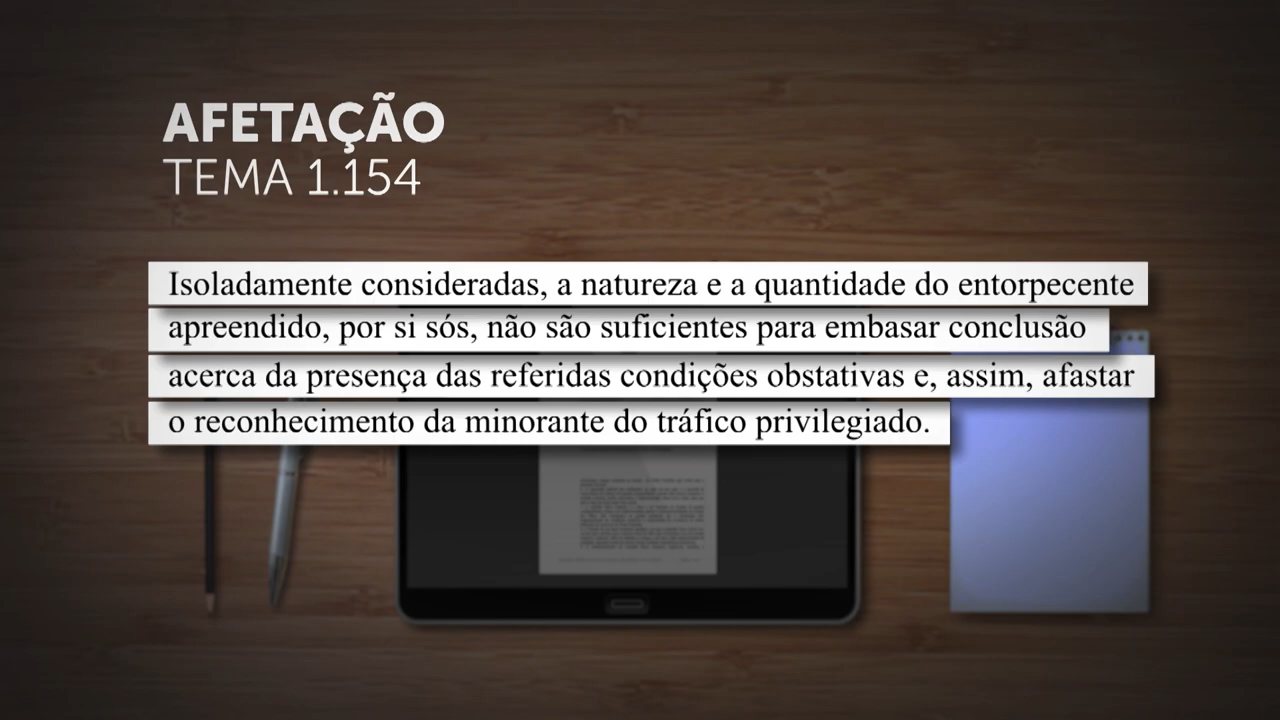 AFETAÇÃO
TEMA 1.154
Isoladamente consideradas, a natureza e a quantidade do entorpecente
apreendido, por si sós, não são suficientes para embasar conclusão
acerca da presença das referidas condições obstativas e, assim, afastar
o reconhecimento da minorante do tráfico privilegiado.